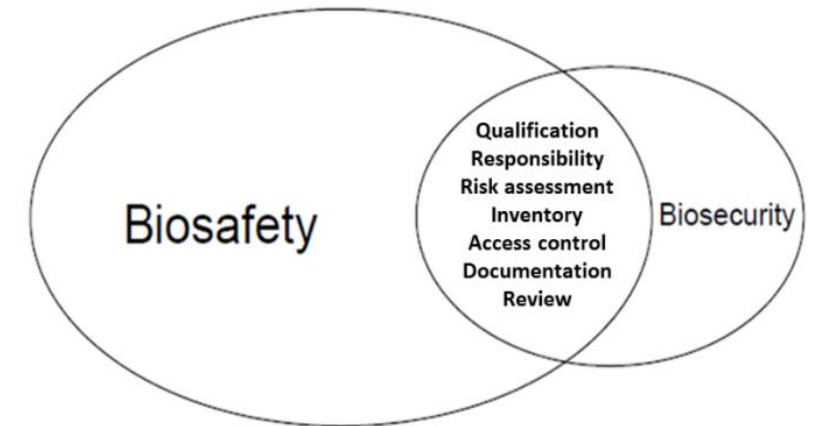 Biosafety
Qualification
Responsibility
Risk assessment
Inventory
Access control
Documentation
Review
Biosecurity